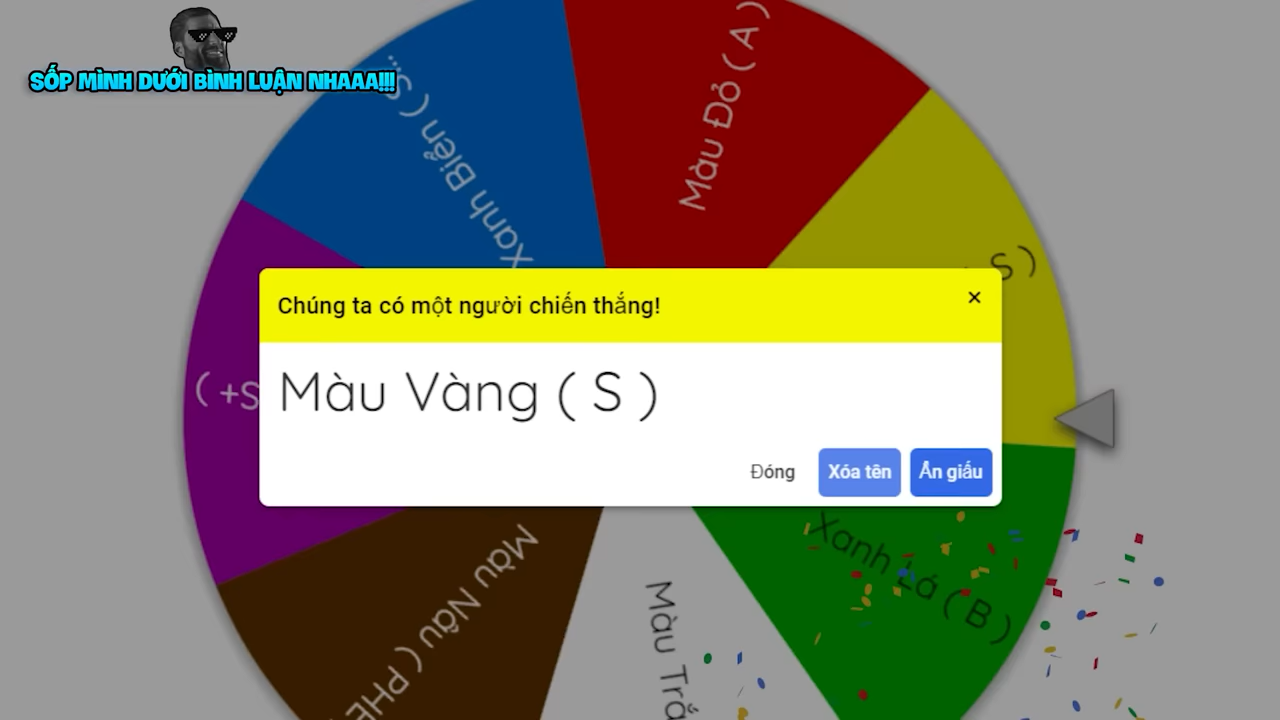 SỐP MÌNH DƯỚI BÌNH LUẬN NHAAA!!!
Xanh Biển ( S...
Màu Đỏ ( A )
S )
Chúng ta có một người chiến thắng!
×
Màu Vàng ( S )
( +S
Đóng
Xóa tên
Ẩn giấu
Xanh Lá ( B )
Màu Nâu ( PHE
Màu Trắ